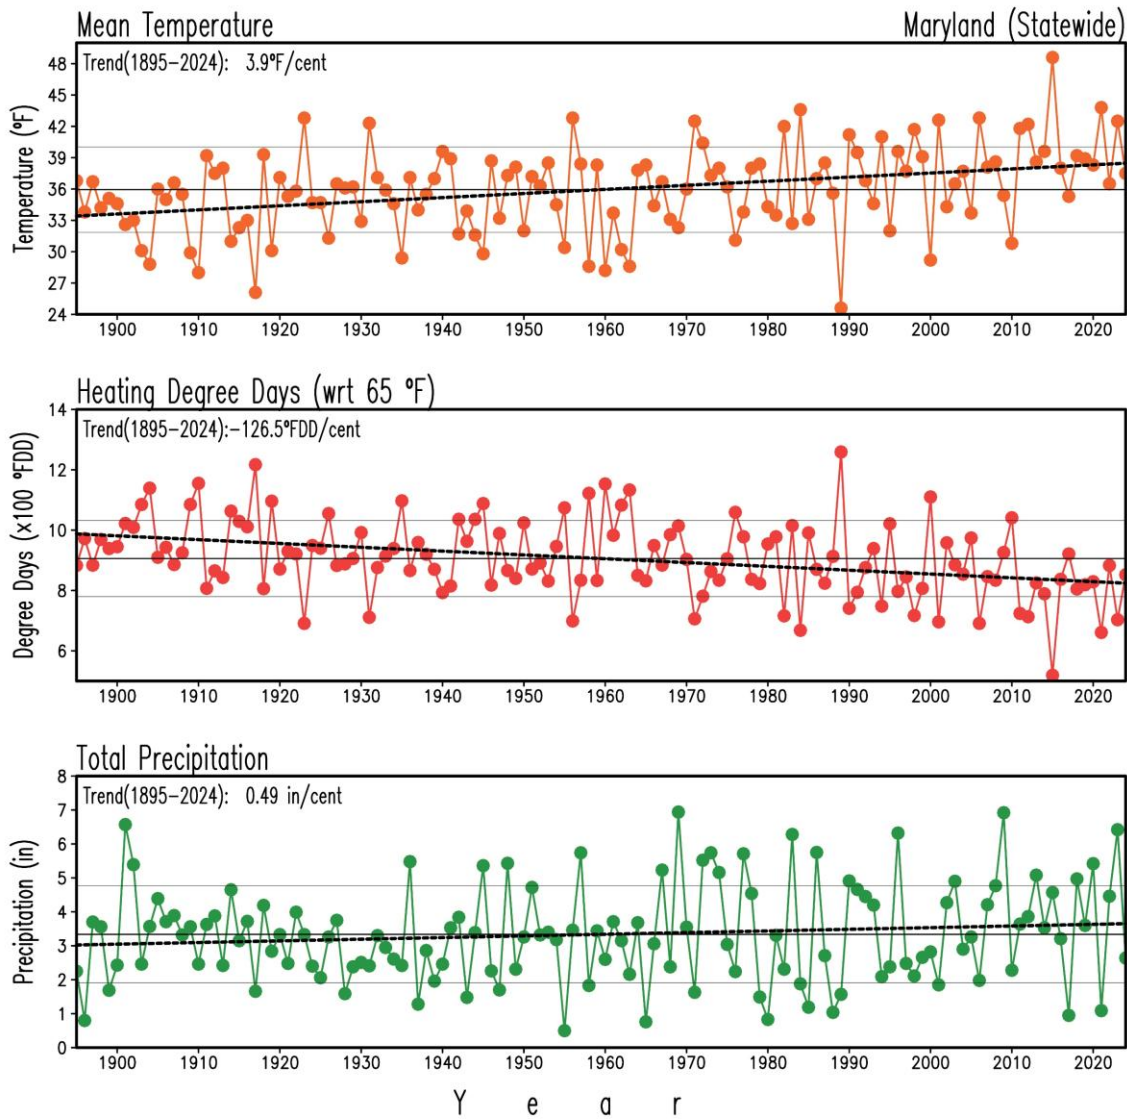 Mean Temperature
Maryland (Statewide)
Trend(1895-2024): 3.9°F/cent
Temperature (°F)
48
45
42
39
36
33
30
27
24
1900 1910 1920 1930 1940 1950 1960 1970 1980 1990 2000 2010 2020
Heating Degree Days (wrt 65 °F)
Trend(1895-2024):-126.5°FDD/cent
Degree Days (x100 °FDD)
14
12
10
8
6
1900 1910 1920 1930 1940 1950 1960 1970 1980 1990 2000 2010 2020
Total Precipitation
Trend(1895-2024): 0.49 in/cent
Precipitation (in)
8
7
6
5
4
3
2
1
0
1900 1910 1920 1930 1940 1950 1960 1970 1980 1990 2000 2010 2020
Y e a r